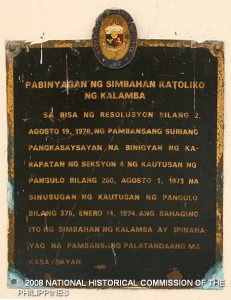 PABINYAGAN NG SIMBAHAN KATOLIKO
NG KALAMBA
SA BISA NG RESOLUSYON BILANG 2,
AGOSTO 19, 1976, NG PAMBANSANG SURIANG
PANGKASAYSAYAN NA BINIGYAN NG KA-
RAPATAN NG SEKSYON 4 NG KAUTUSAN NG
PANGULO BILANG 260, AGOSTO 1, 1973 NA
SINUSUGAN NG KAUTUSAN NG PANGULO
BILANG 375, ENERO 14, 1974, ANG BAHAGING
ITO NG SIMBAHAN NG KALAMBA AY IPINAHA-
YAG NA PAMBANSANG PALATANDAANG MA-
KASAYSAYAN.
© 2008 NATIONAL HISTORICAL COMMISSION OF THE
PHILIPPINES